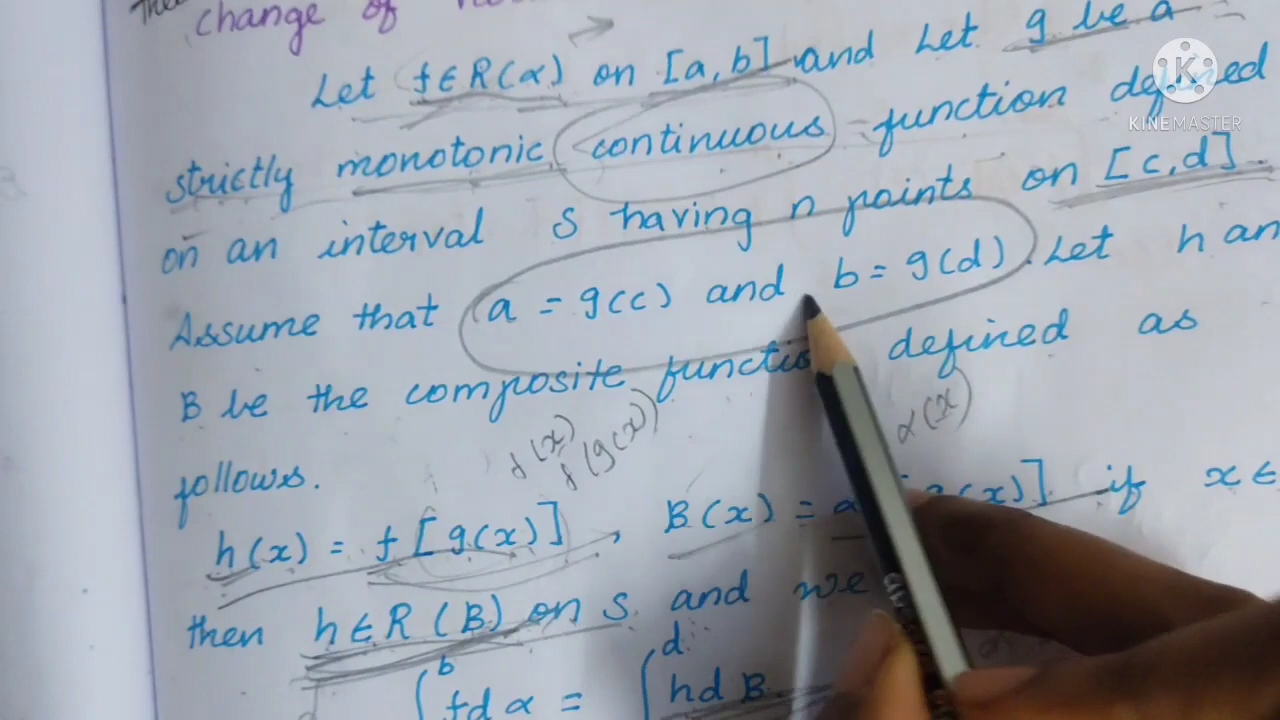 change of
Let f∈R(α) on [a,b] and Let g be a
strictly monotonic continuous function defined
on an interval S having n points on [c,d]
Assume that a = g(c) and b = g(d). Let h an
B be the composite function defined as
f(x) f(g(x)) α(x)
follows.
h(x) = f[g(x)], B(x) = α (x)] if x∈
then h∈R(B) on S and we
∫ᵇ fdα = ∫ᵈ hdB
KINEMASTER